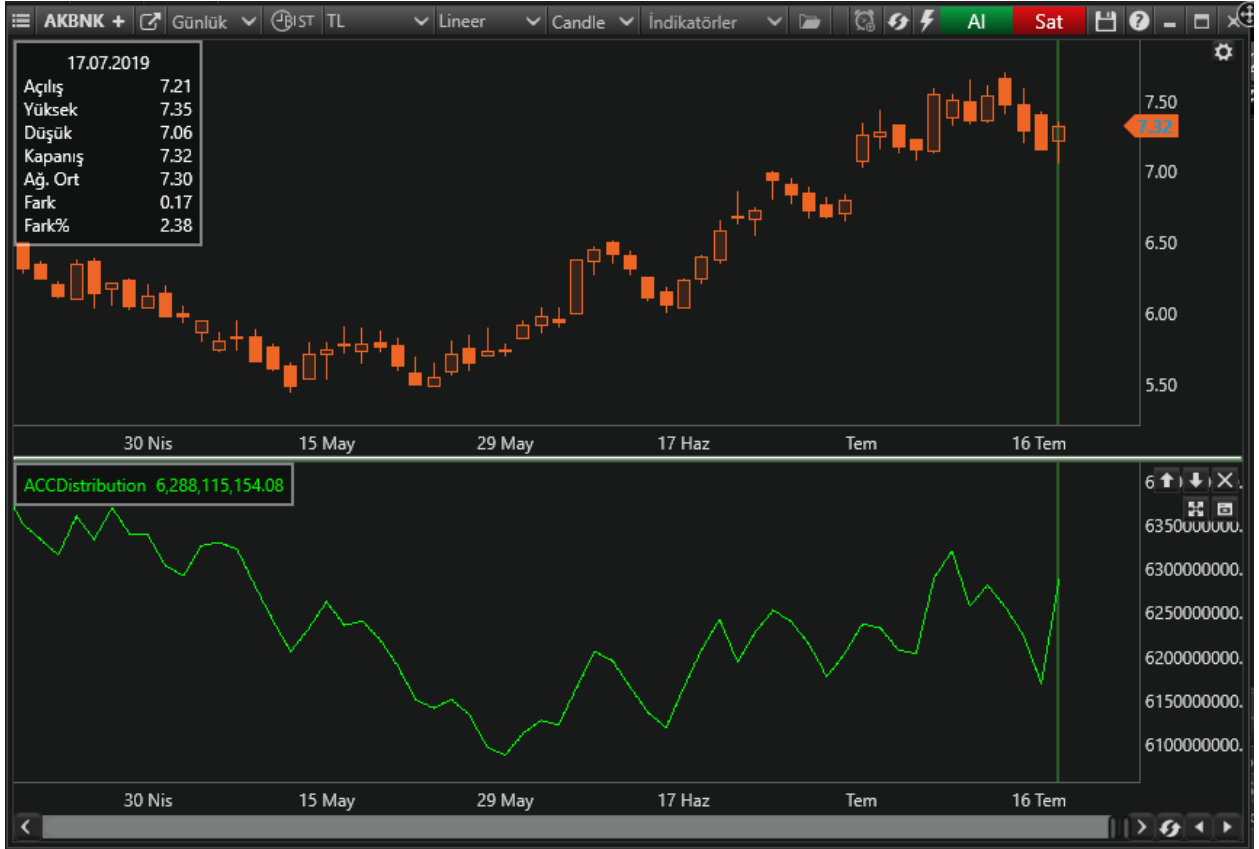 AKBNK + Günlük BIST TL Lineer Candle İndikatörler Al Sat
17.07.2019
Açılış 7.21
Yüksek 7.35
Düşük 7.06
Kapanış 7.32
Ağ. Ort 7.30
Fark 0.17
Fark% 2.38
7.50
7.32
7.00
6.50
6.00
5.50
30 Nis 15 May 29 May 17 Haz Tem 16 Tem
ACCDistribution 6,288,115,154.08
6350000000.
6300000000.
6250000000.
6200000000.
6150000000.
6100000000.
30 Nis 15 May 29 May 17 Haz Tem 16 Tem